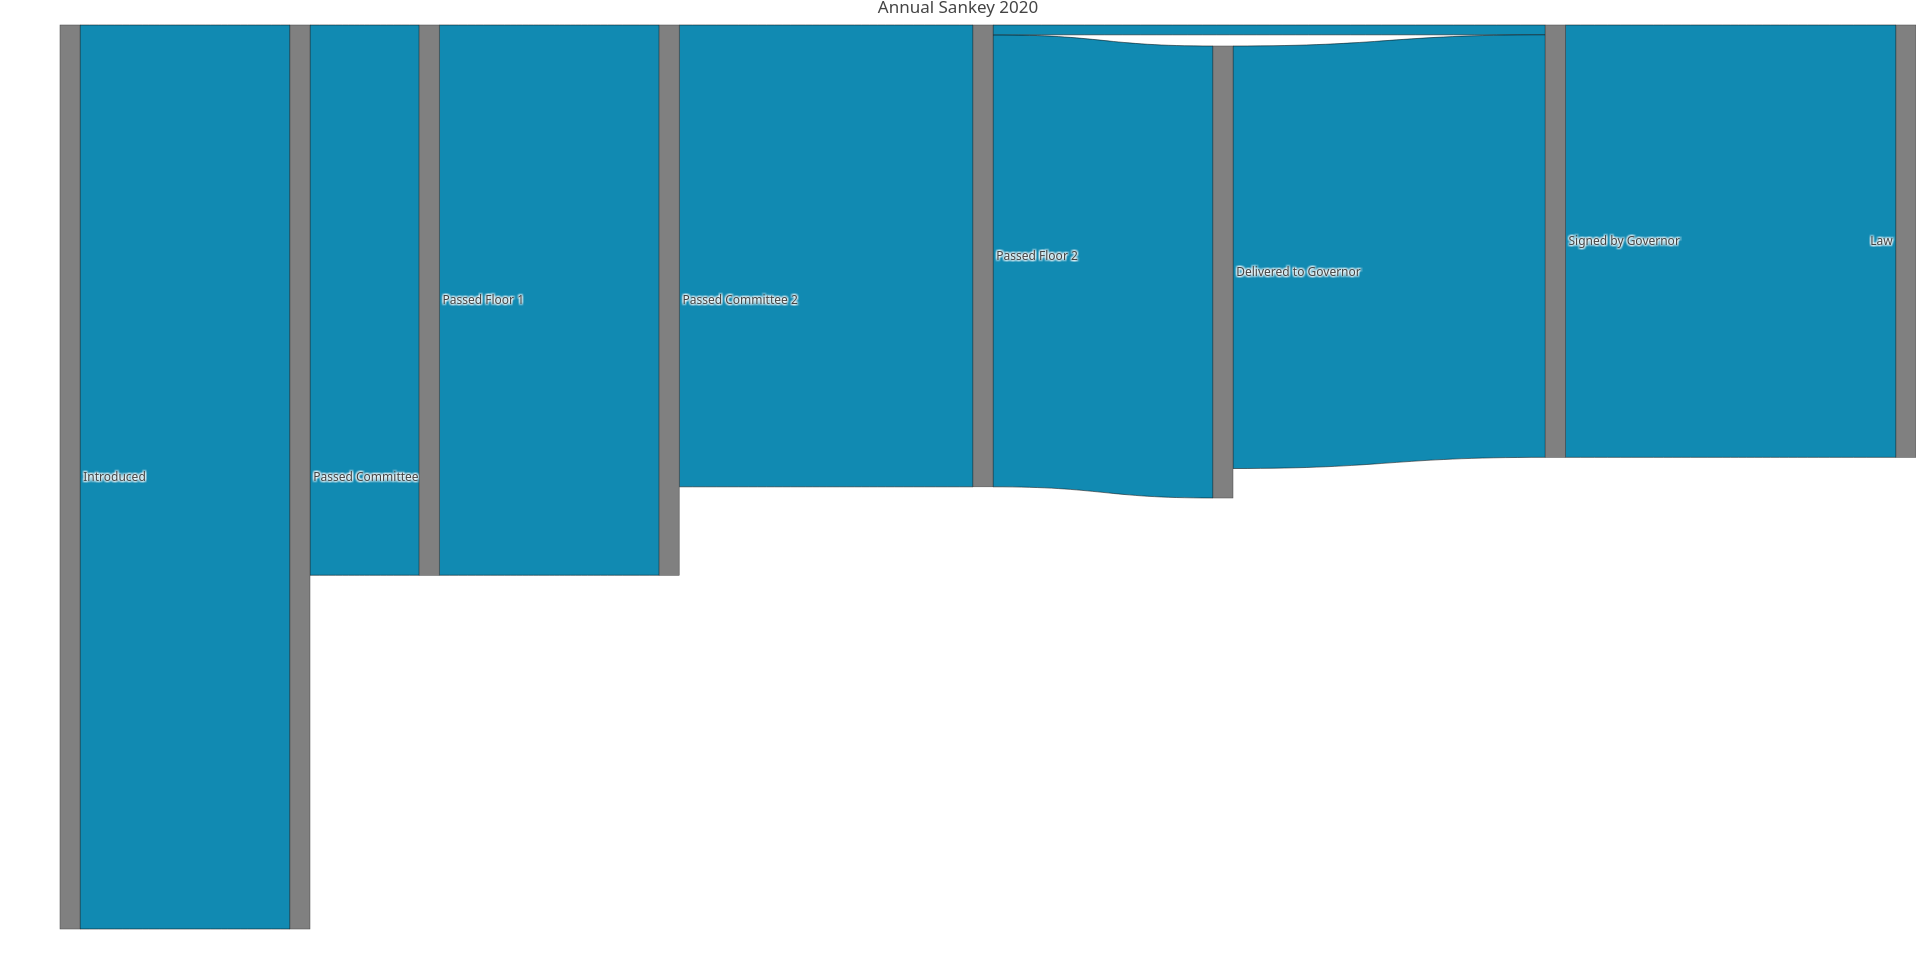 Annual Sankey 2020
Introduced
Passed Committee
Passed Floor 1
Passed Committee 2
Passed Floor 2
Delivered to Governor
Signed by Governor
Law